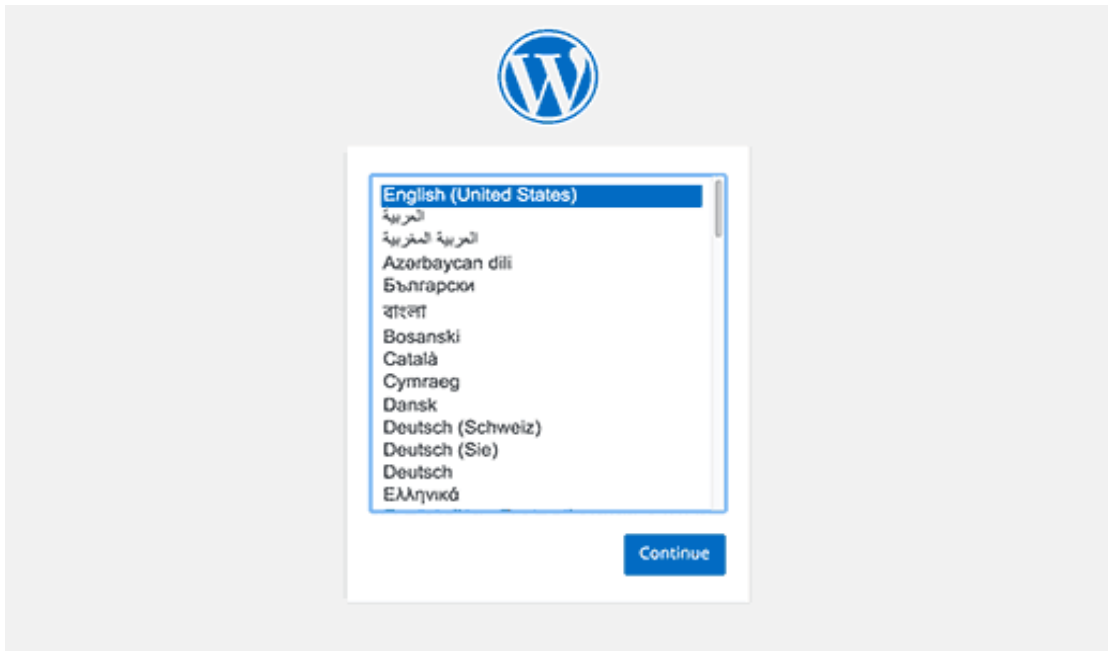 English (United States)
العربية
العربية المغربية
Azərbaycan dili
Български
বাংলা
Bosanski
Català
Cymraeg
Dansk
Deutsch (Schweiz)
Deutsch (Sie)
Deutsch
Ελληνικά
Continue